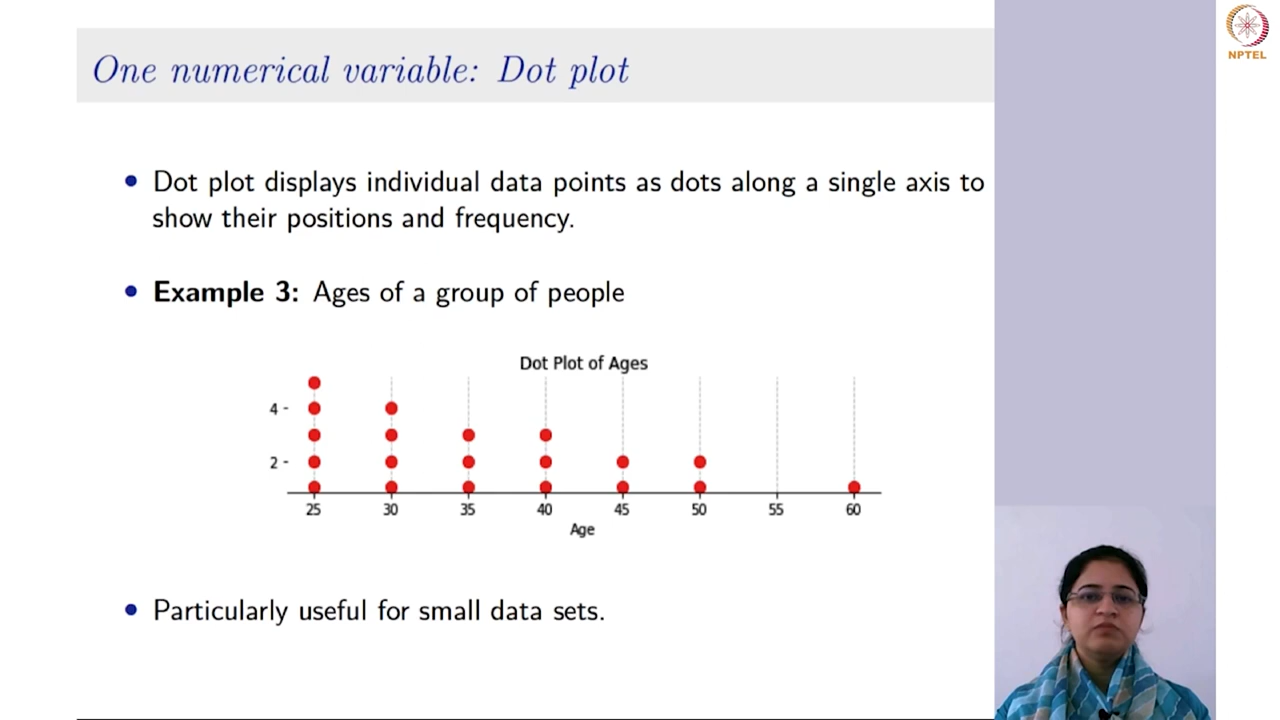 One numerical variable: Dot plot
NPTEL
• Dot plot displays individual data points as dots along a single axis to
show their positions and frequency.
• Example 3: Ages of a group of people
Dot Plot of Ages
4
2
25 30 35 40 45 50 55 60
Age
• Particularly useful for small data sets.